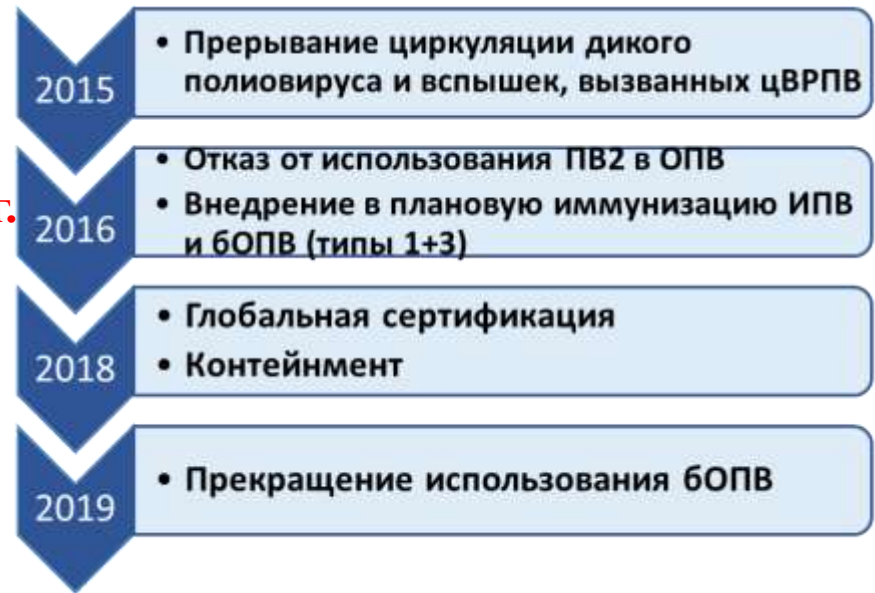 2015
• Прерывание циркуляции дикого
полиовируса и вспышек, вызванных цВРПВ
2016
• Отказ от использования ПВ2 в ОПВ
• Внедрение в плановую иммунизацию ИПВ
и бОПВ (типы 1+3)
2018
• Глобальная сертификация
• Контейнмент
2019
• Прекращение использования бОПВ